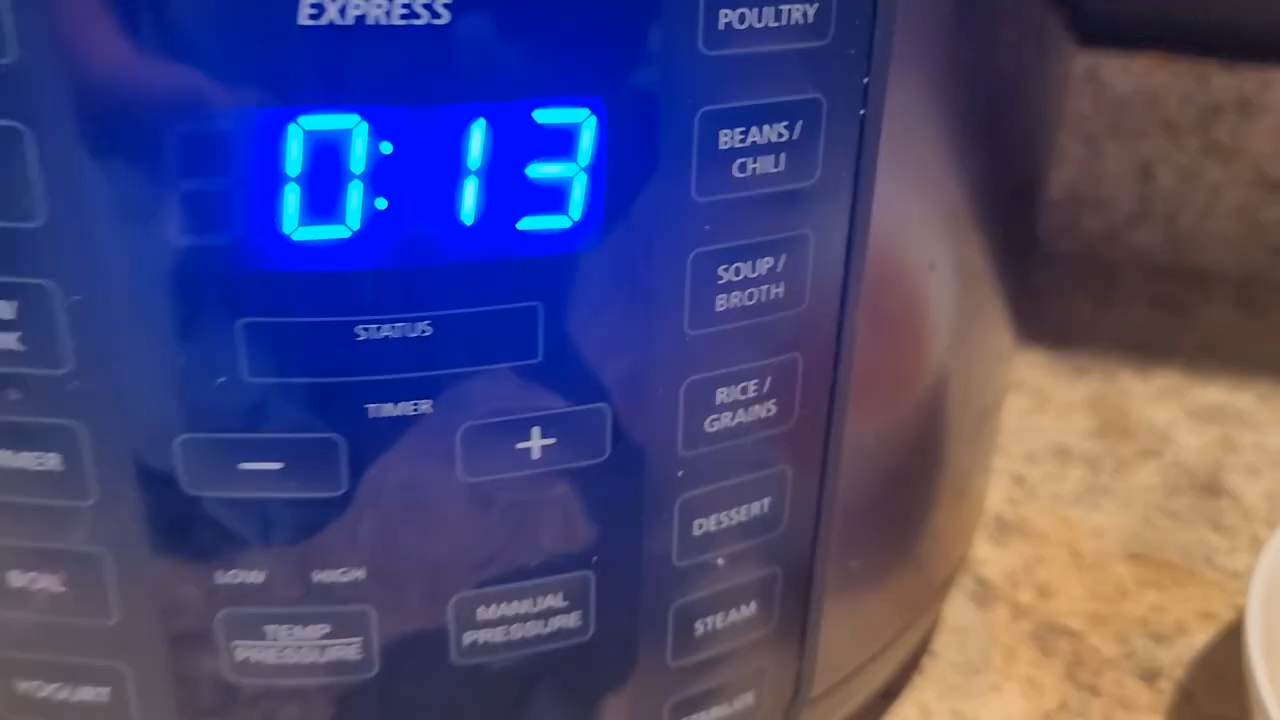 EXPRESS
POULTRY
0:13
BEANS /
CHILI
SOUP /
BROTH
STATUS
RICE /
GRAINS
TIMER
−
+
DESSERT
LOW
HIGH
MANUAL
PRESSURE
STEAM
TEMP
PRESSURE
YOGURT